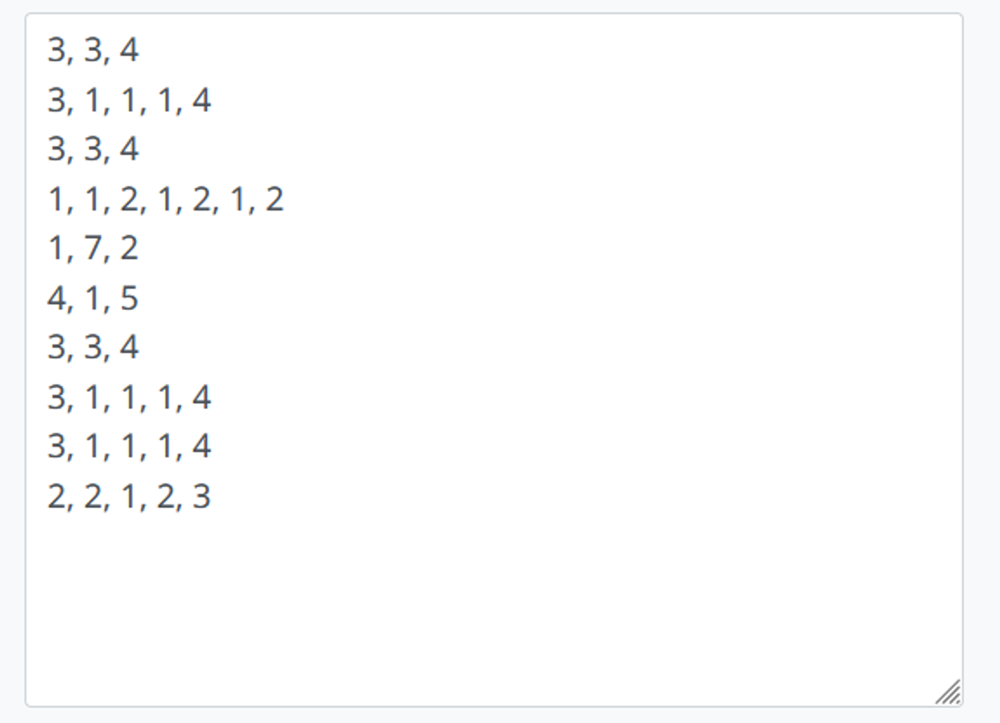 3, 3, 4
3, 1, 1, 1, 4
3, 3, 4
1, 1, 2, 1, 2, 1, 2
1, 7, 2
4, 1, 5
3, 3, 4
3, 1, 1, 1, 4
3, 1, 1, 1, 4
2, 2, 1, 2, 3